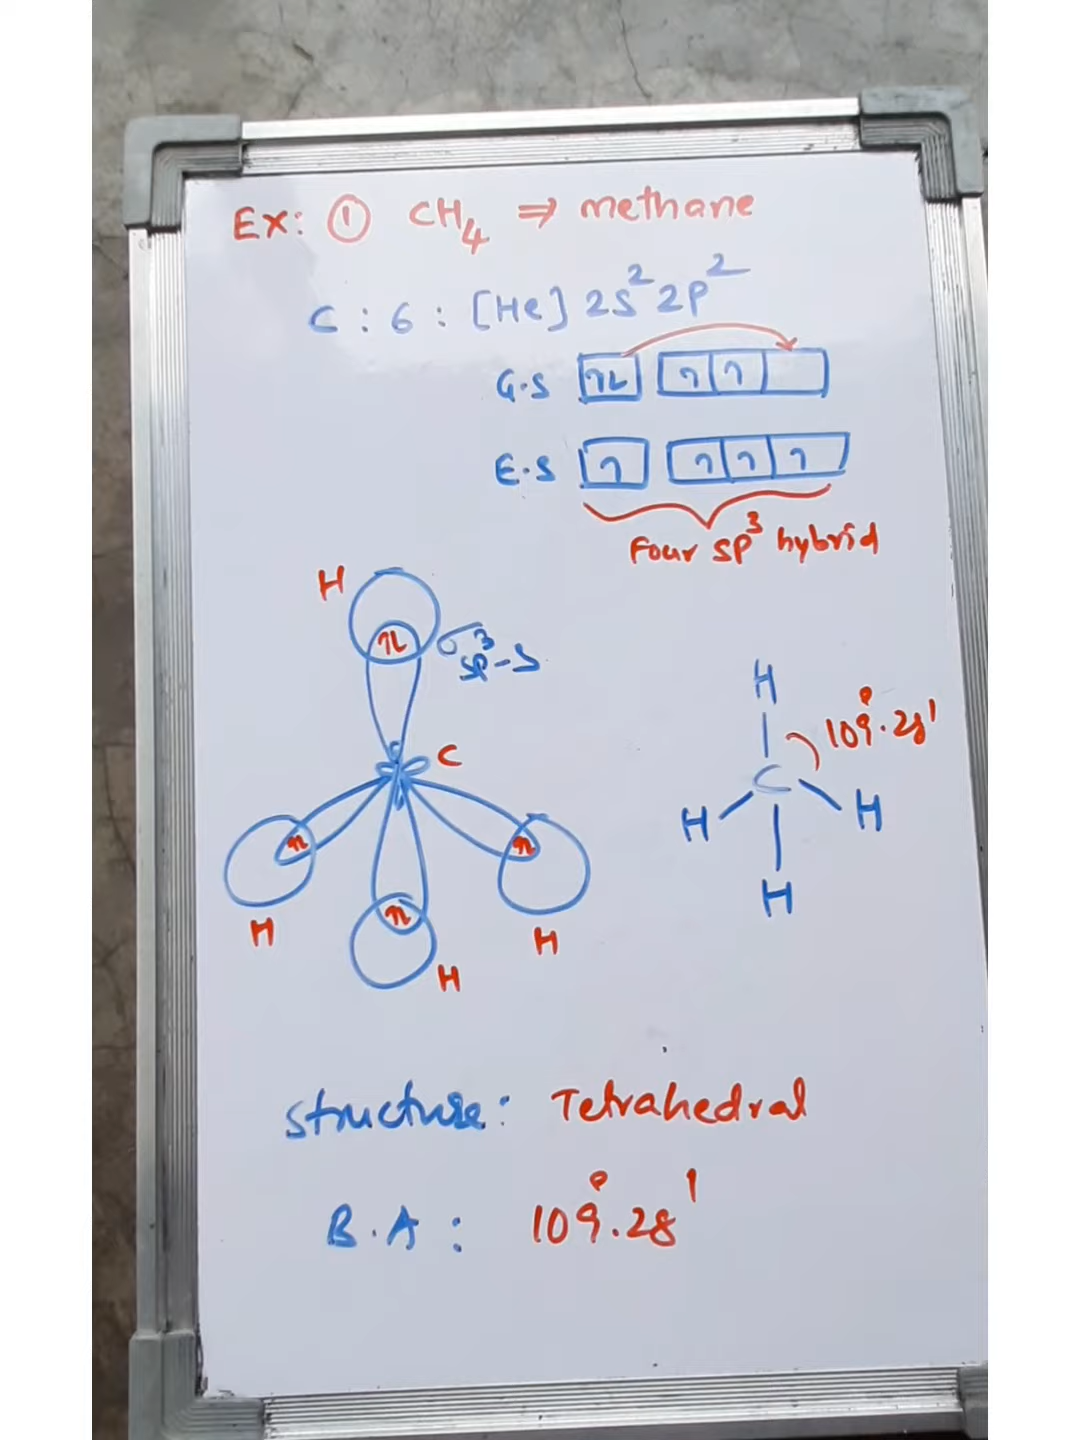 Ex: ① CH₄ ⇒ methane
C : 6 : [He] 2S² 2P²
G.S ↿⇂ ↿ ↿
E.S ↿ ↿ ↿ ↿
Four SP³ hybrid
H
↿⇂
σ SP³-S
C
↿⇂ ↿⇂
↿⇂
H H
H
H
109°.28'
C
H H
H
Structure: Tetrahedral
B.A : 109°.28'